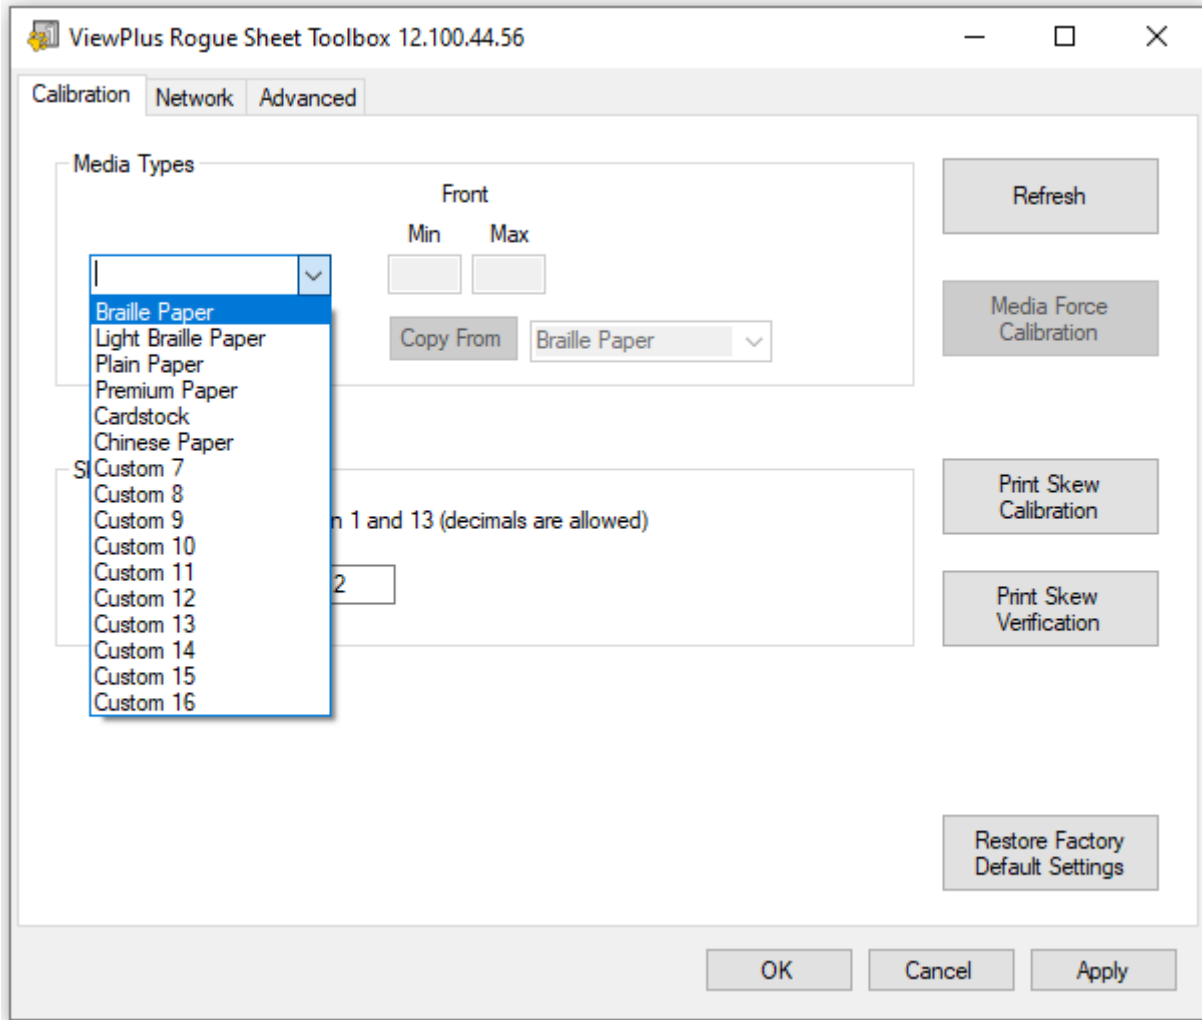 ViewPlus Rogue Sheet Toolbox 12.100.44.56
Calibration Network Advanced
Media Types
Front
Min Max
Refresh
Braille Paper
Light Braille Paper
Plain Paper
Premium Paper
Cardstock
Chinese Paper
Custom 7
Custom 8
Custom 9
Custom 10
Custom 11
Custom 12
Custom 13
Custom 14
Custom 15
Custom 16
Copy From Braille Paper
Media Force
Calibration
1 and 13 (decimals are allowed)
2
Print Skew
Calibration
Print Skew
Verification
Restore Factory
Default Settings
OK Cancel Apply